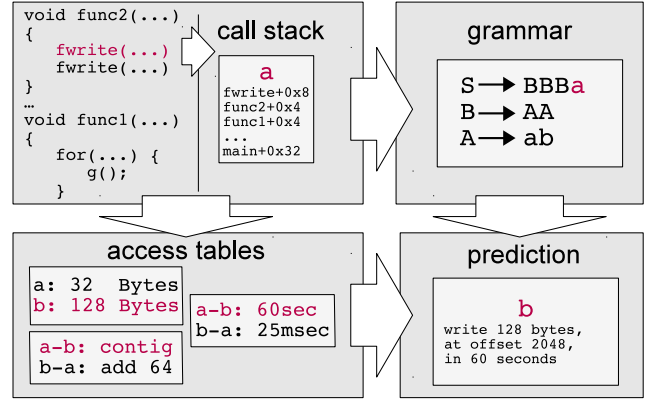 void func2(...)
{
fwrite(...)
fwrite(...)
}
…
void func1(...)
{
for(...) {
g();
}
call stack
a
fwrite+0x8
func2+0x4
func1+0x4
...
main+0x32
grammar
S → BBBa
B → AA
A → ab
access tables
a: 32 Bytes
b: 128 Bytes
a-b: 60sec
b-a: 25msec
a-b: contig
b-a: add 64
prediction
b
write 128 bytes,
at offset 2048,
in 60 seconds